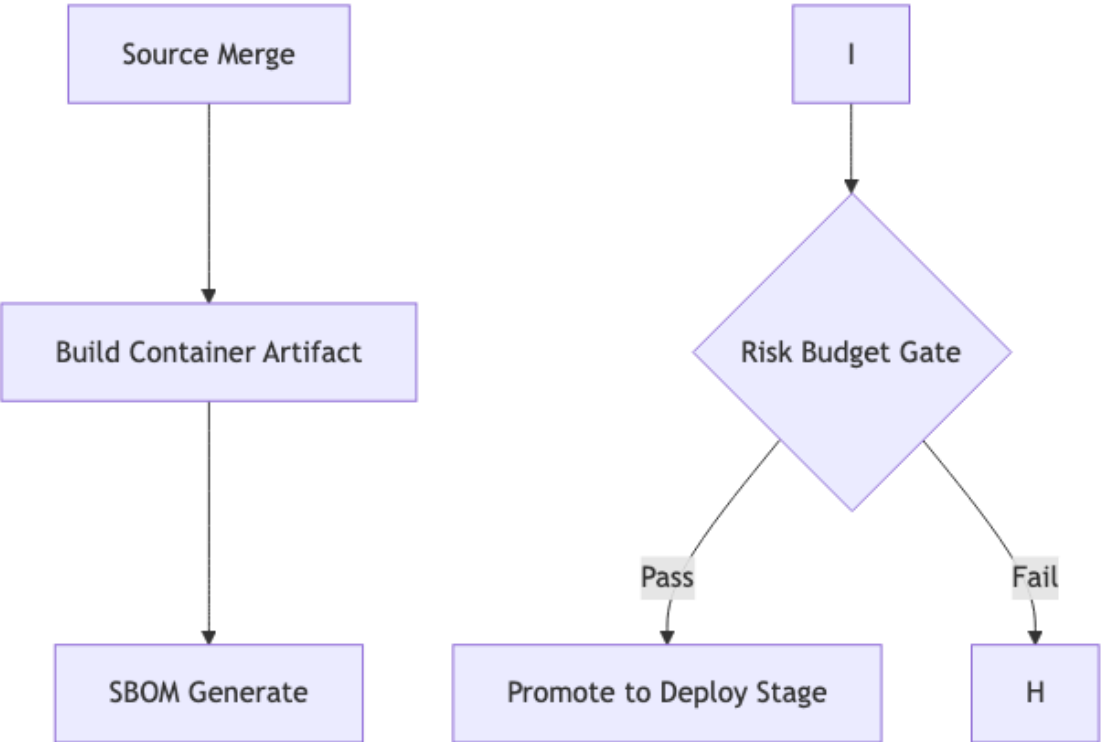 Source Merge
I
Build Container Artifact
Risk Budget Gate
Pass
Fail
SBOM Generate
Promote to Deploy Stage
H